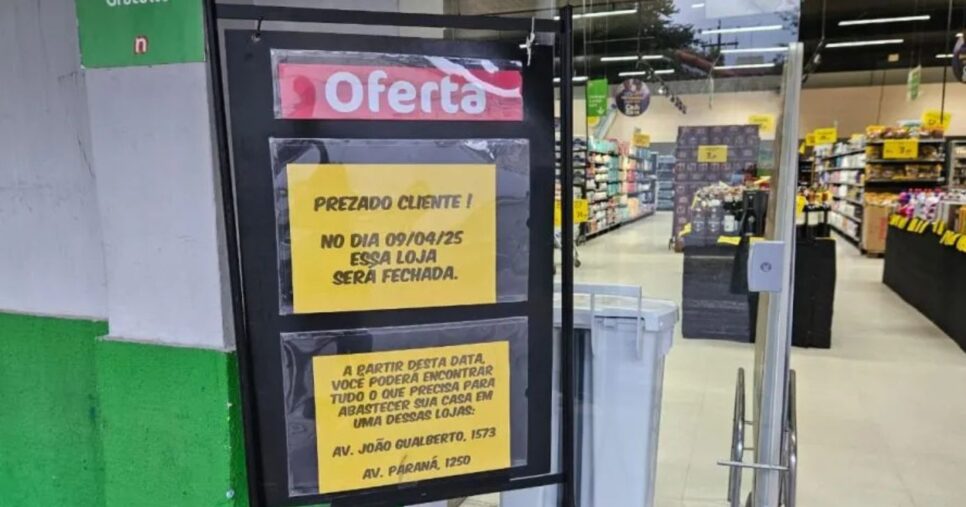 n
Oferta
PREZADO CLIENTE !
NO DIA 09/04/25
ESSA LOJA
SERÁ FECHADA.
A PARTIR DESTA DATA,
VOCÊ PODERÁ ENCONTRAR
TUDO O QUE PRECISA PARA
ABASTECER SUA CASA EM
UMA DESSAS LOJAS:
AV. JOÃO GUALBERTO, 1573
AV. PARANÁ, 1250